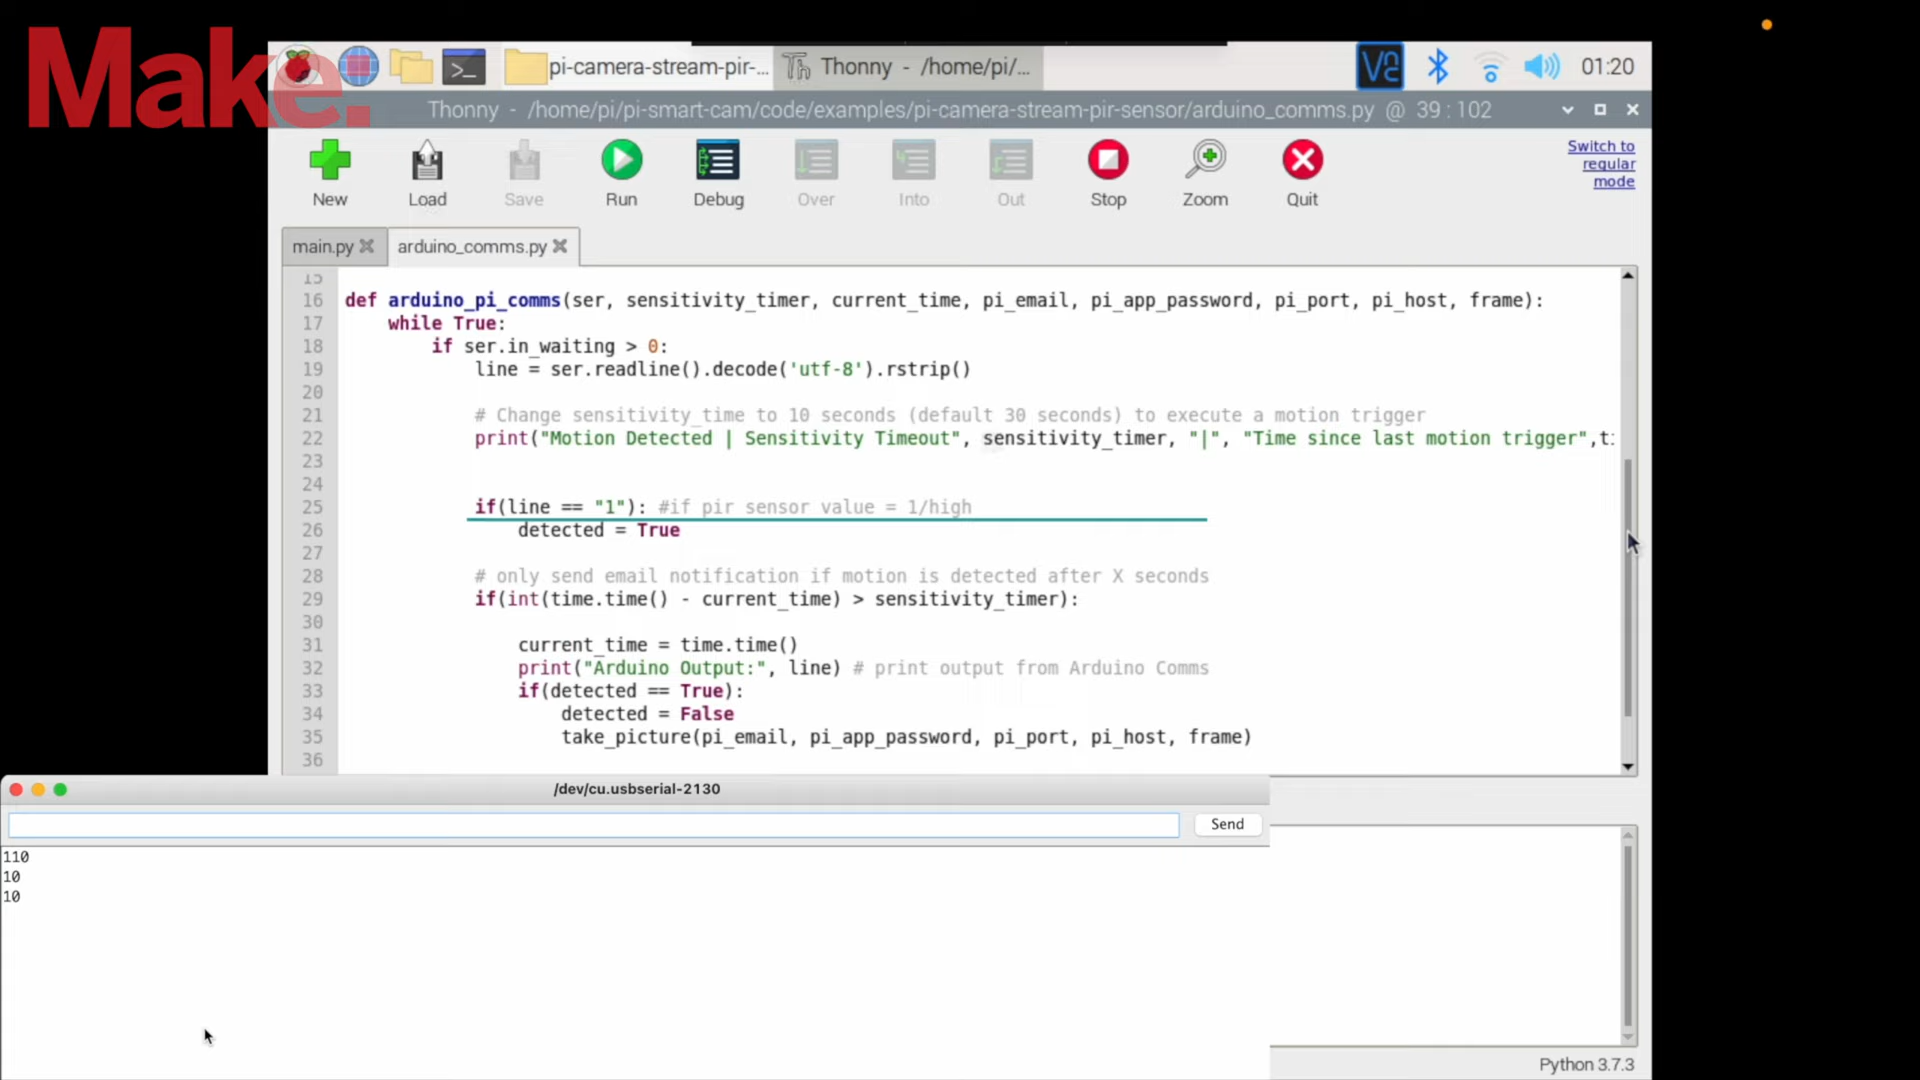 Make:
pi-camera-stream-pir-...
Thonny - /home/pi/...
01:20
Thonny - /home/pi/pi-smart-cam/code/examples/pi-camera-stream-pir-sensor/arduino_comms.py @ 39 : 102
Switch to
regular
mode
New Load Save Run Debug Over Into Out Stop Zoom Quit
main.py arduino_comms.py
15
16 def arduino_pi_comms(ser, sensitivity_timer, current_time, pi_email, pi_app_password, pi_port, pi_host, frame):
17 while True:
18 if ser.in_waiting > 0:
19 line = ser.readline().decode('utf-8').rstrip()
20
21 # Change sensitivity_time to 10 seconds (default 30 seconds) to execute a motion trigger
22 print("Motion Detected | Sensitivity Timeout", sensitivity_timer, "|", "Time since last motion trigger",
23
24
25 if(line == "1"): #if pir sensor value = 1/high
26 detected = True
27
28 # only send email notification if motion is detected after X seconds
29 if(int(time.time() - current_time) > sensitivity_timer):
30
31 current_time = time.time()
32 print("Arduino Output:", line) # print output from Arduino Comms
33 if(detected == True):
34 detected = False
35 take_picture(pi_email, pi_app_password, pi_port, pi_host, frame)
36
/dev/cu.usbserial-2130
Send
110
10
10
Python 3.7.3